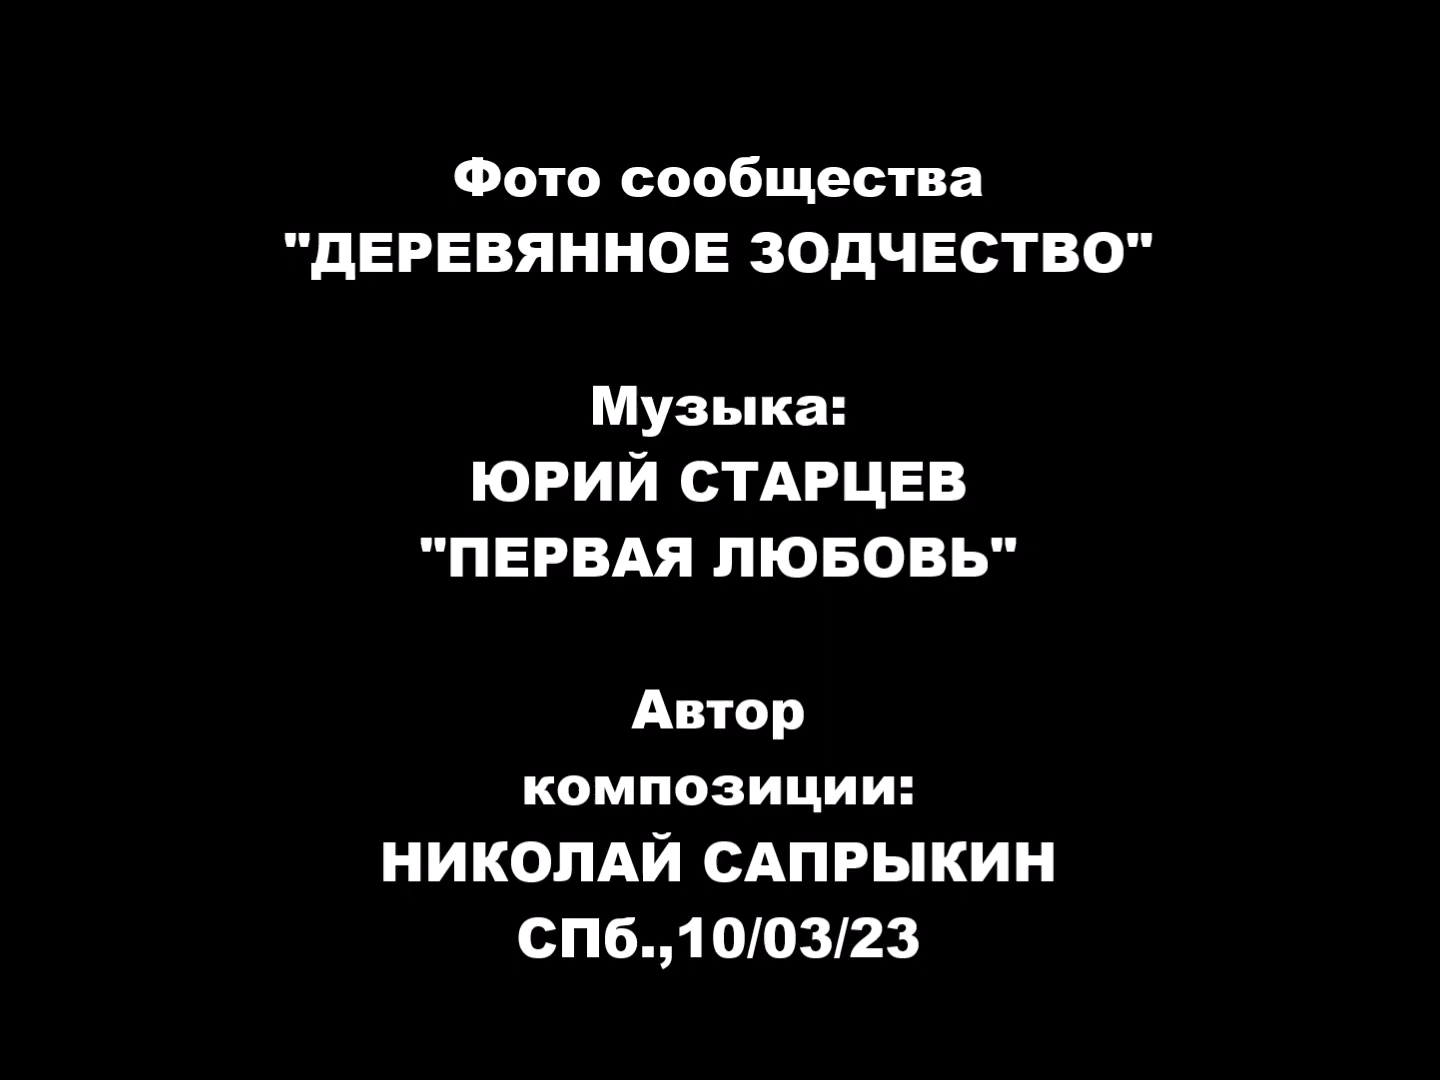 Фото сообщества
"ДЕРЕВЯННОЕ ЗОДЧЕСТВО"
Музыка:
ЮРИЙ СТАРЦЕВ
"ПЕРВАЯ ЛЮБОВЬ"
Автор
композиции:
НИКОЛАЙ САПРЫКИН
СПб.,10/03/23